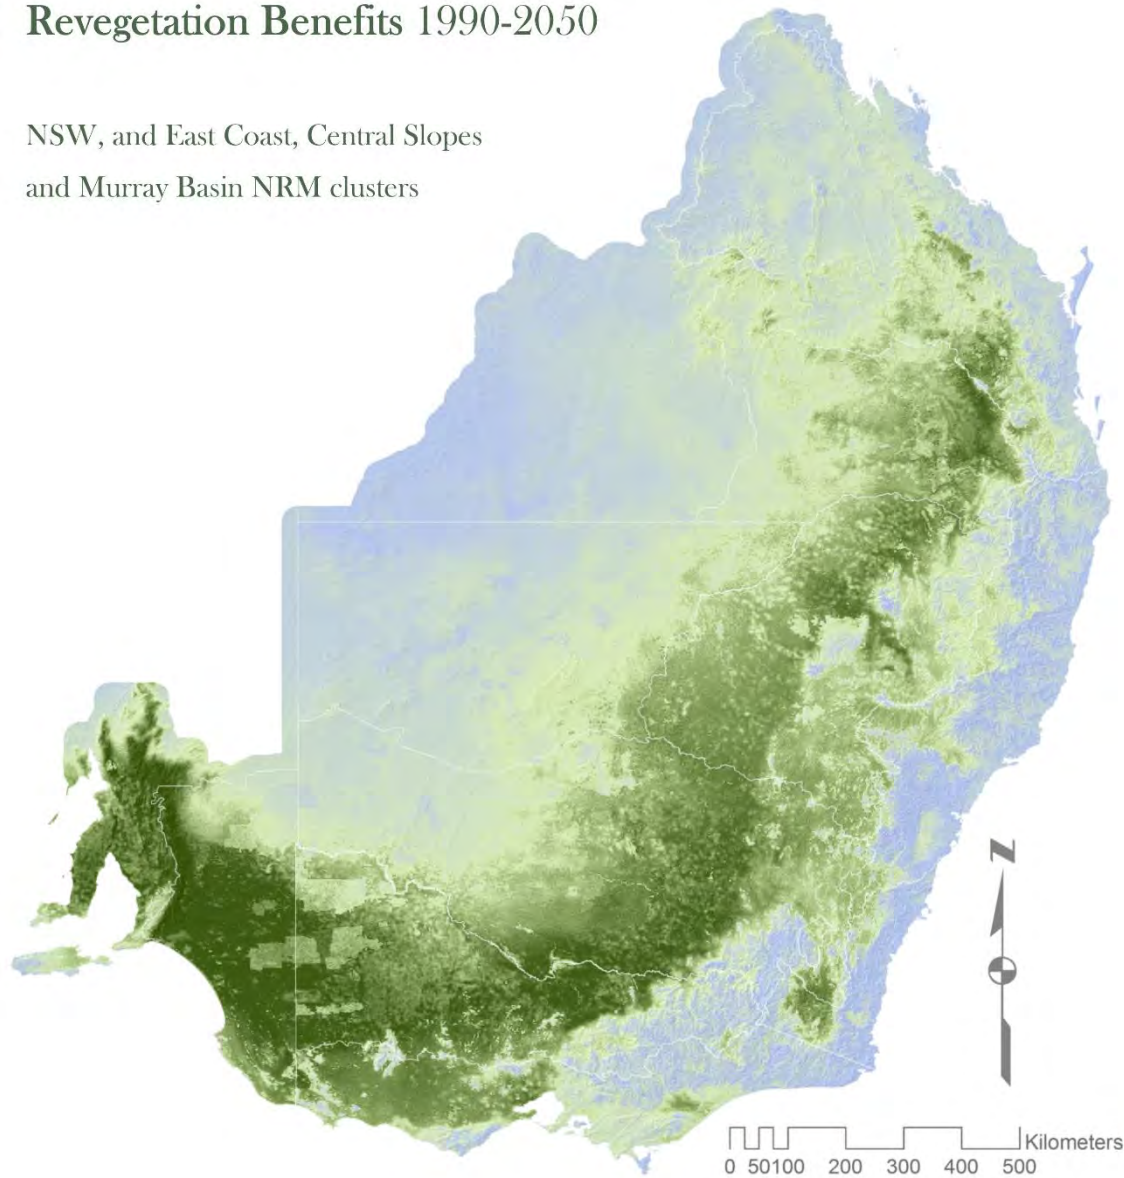 Revegetation Benefits 1990-2050
NSW, and East Coast, Central Slopes
and Murray Basin NRM clusters
N
Kilometers
0 50100 200 300 400 500